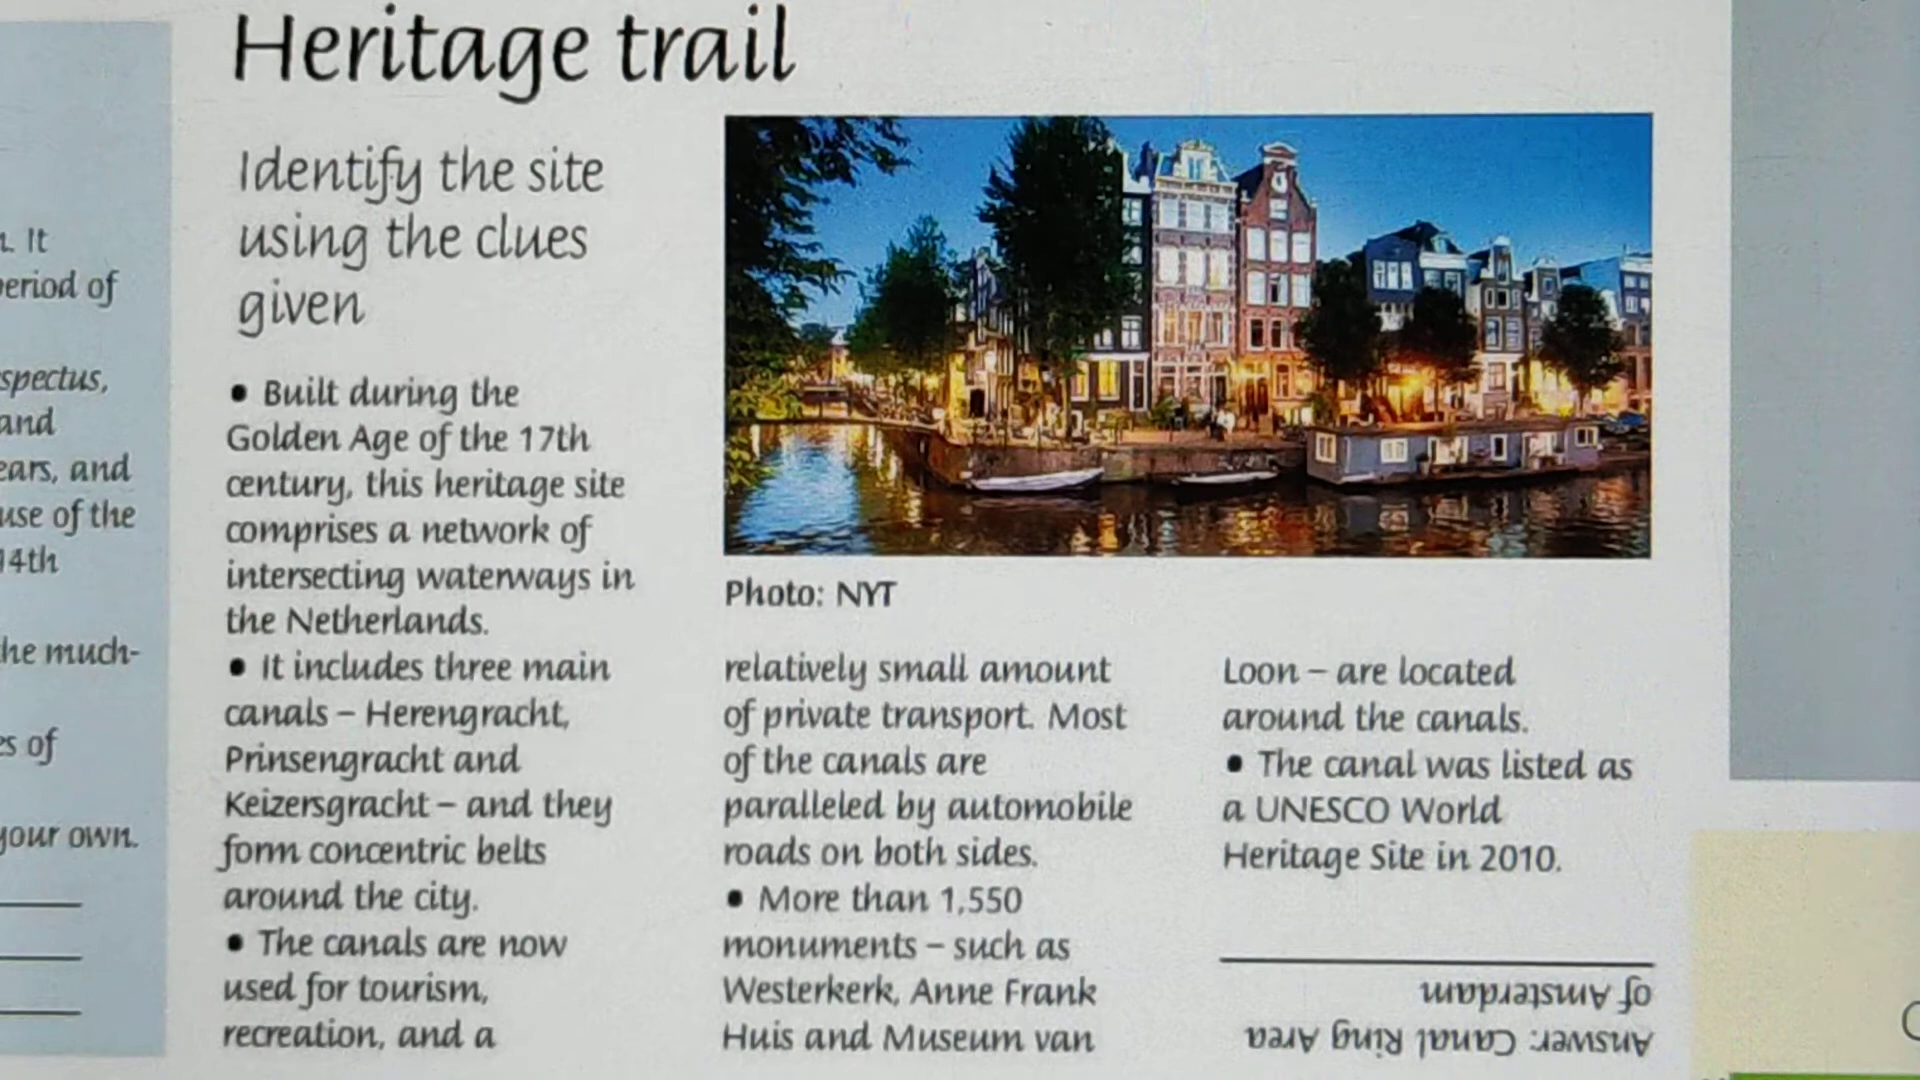 Heritage trail
Identify the site
using the clues
given
• Built during the
Golden Age of the 17th
century, this heritage site
comprises a network of
intersecting waterways in
the Netherlands.
• It includes three main
canals – Herengracht,
Prinsengracht and
Keizersgracht – and they
form concentric belts
around the city.
• The canals are now
used for tourism,
recreation, and a
Photo: NYT
relatively small amount
of private transport. Most
of the canals are
paralleled by automobile
roads on both sides.
• More than 1,550
monuments – such as
Westerkerk, Anne Frank
Huis and Museum van
Loon – are located
around the canals.
• The canal was listed as
a UNESCO World
Heritage Site in 2010.
Answer: Canal Ring Area
of Amsterdam
It
period of
spectus,
and
ears, and
use of the
14th
he much-
es of
your own.